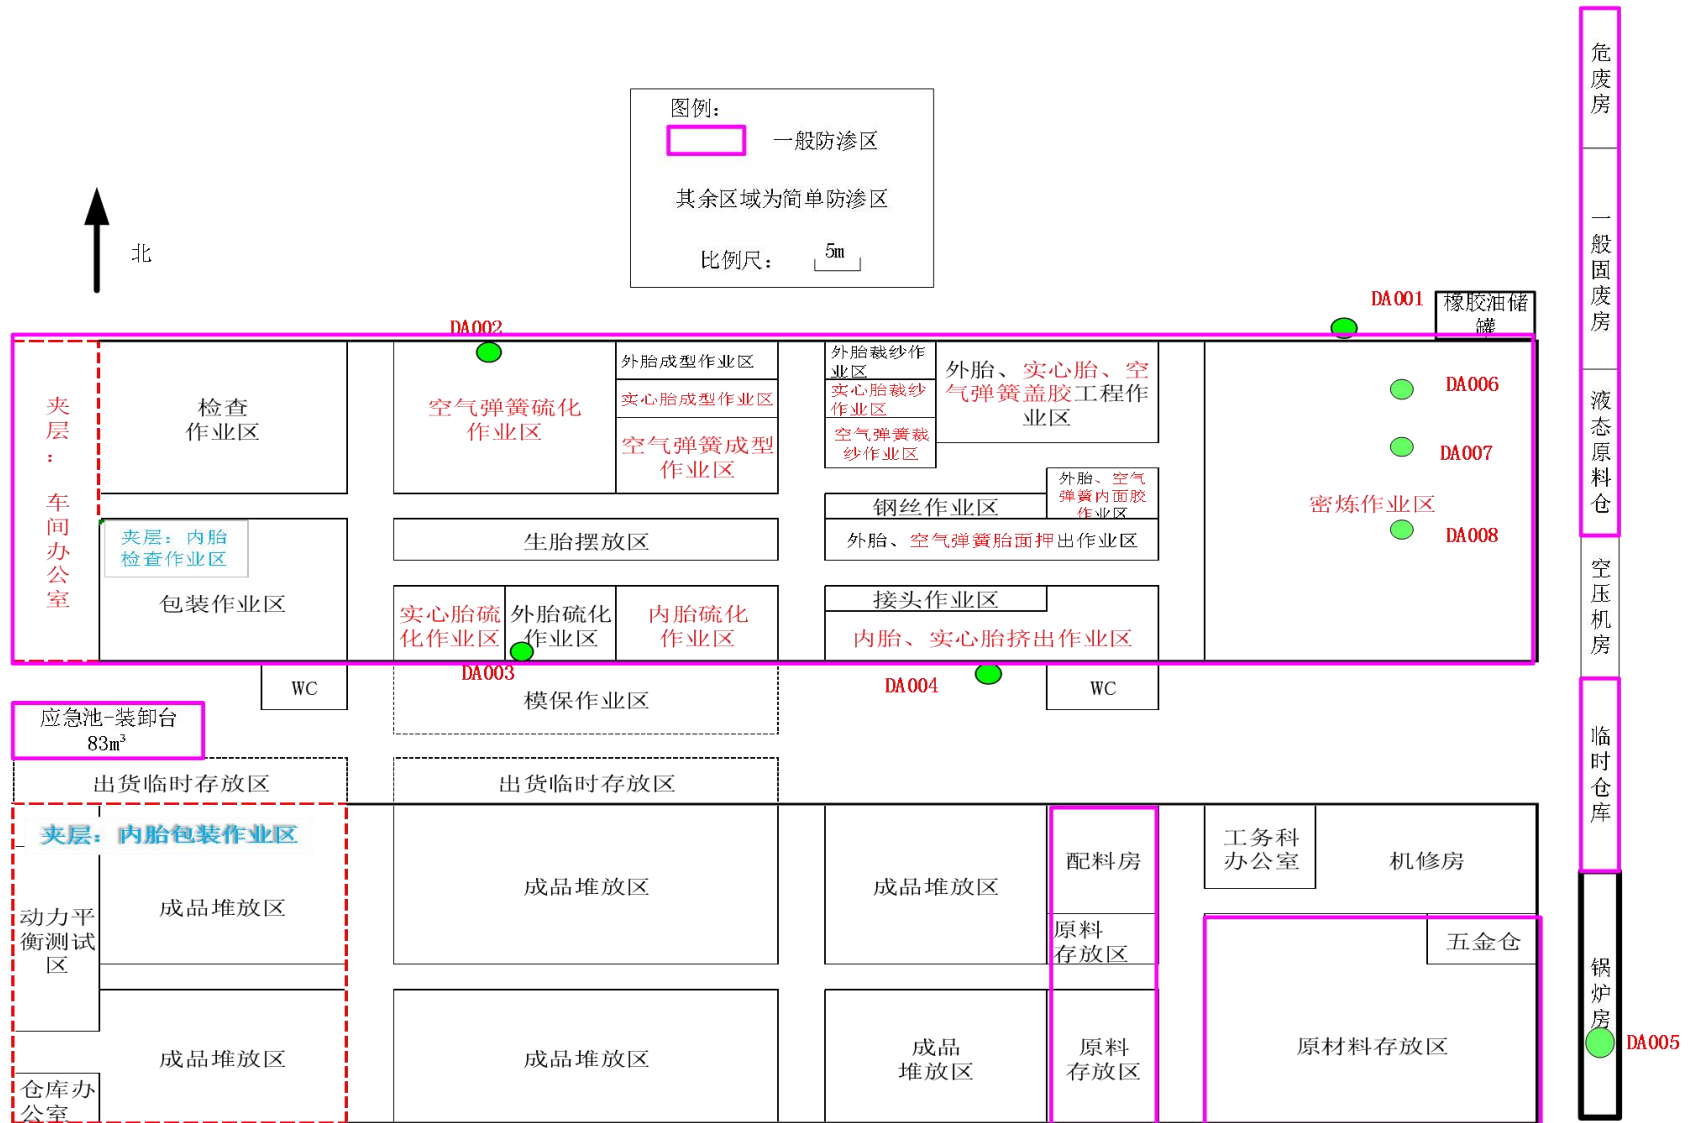 图例：
一般防渗区
其余区域为简单防渗区
比例尺：
5m
北
危废房
一般固废房
液态原料仓
空压机房
临时仓库
锅炉房
DA005
DA001
橡胶油储
罐
DA002
夹层：车间办公室
检查
作业区
空气弹簧硫化
作业区
外胎成型作业区
实心胎成型作业区
空气弹簧成型
作业区
外胎裁纱作
业区
实心胎裁纱
作业区
空气弹簧裁
纱作业区
外胎、实心胎、空
气弹簧盖胶工程作
业区
DA006
DA007
密炼作业区
DA008
钢丝作业区
外胎、空气
弹簧内面胶
作业区
夹层：内胎
检查作业区
包装作业区
生胎摆放区
外胎、空气弹簧胎面押出作业区
实心胎硫
化作业区
外胎硫化
作业区
内胎硫化
作业区
接头作业区
内胎、实心胎挤出作业区
DA003
DA004
WC
模保作业区
WC
应急池-装卸台
83m³
出货临时存放区
出货临时存放区
夹层：内胎包装作业区
成品堆放区
动力平
衡测试
区
成品堆放区
成品堆放区
配料房
原料
存放区
工务科
办公室
机修房
五金仓
成品堆放区
仓库办
公室
成品堆放区
成品
堆放区
原料
存放区
原材料存放区